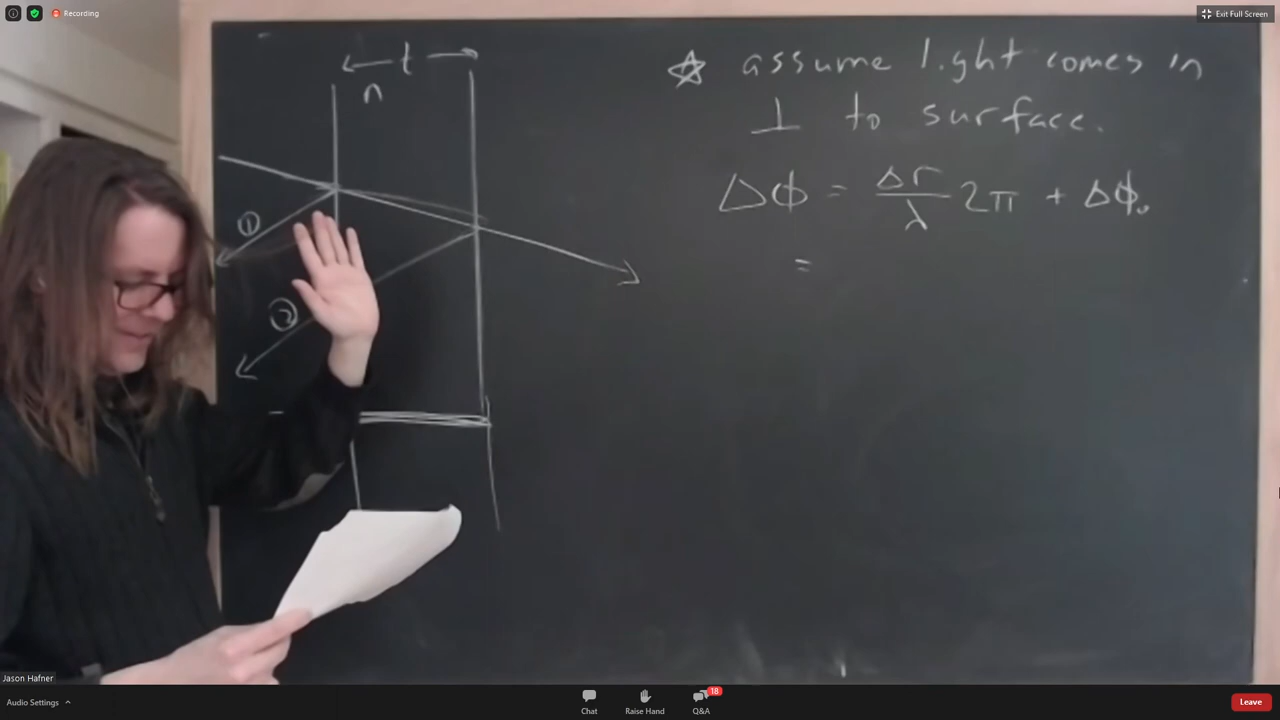 Recording
Exit Full Screen
t
n
☆ assume light comes in
⊥ to surface.
Δφ = Δr/λ 2π + Δφ₀
=
①
②
Jason Hafner
Audio Settings
Chat
Raise Hand
18
Q&A
Leave